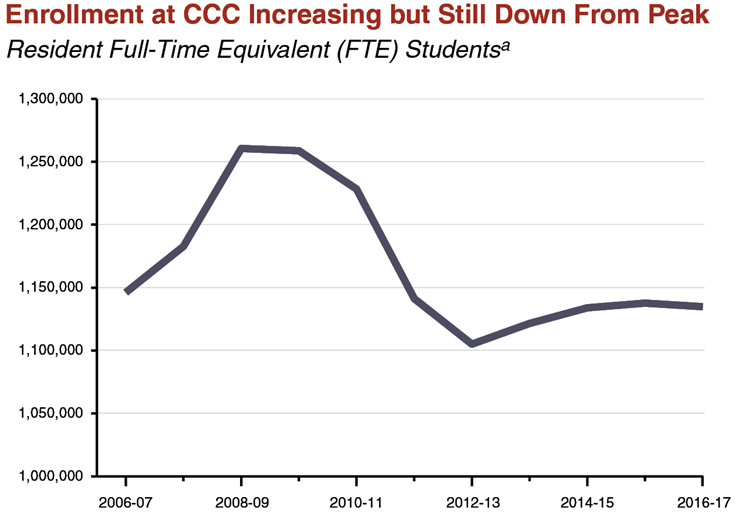 Enrollment at CCC Increasing but Still Down From Peak
Resident Full-Time Equivalent (FTE) Studentsᵃ
1,300,000
1,250,000
1,200,000
1,150,000
1,100,000
1,050,000
1,000,000
2006-07 2008-09 2010-11 2012-13 2014-15 2016-17